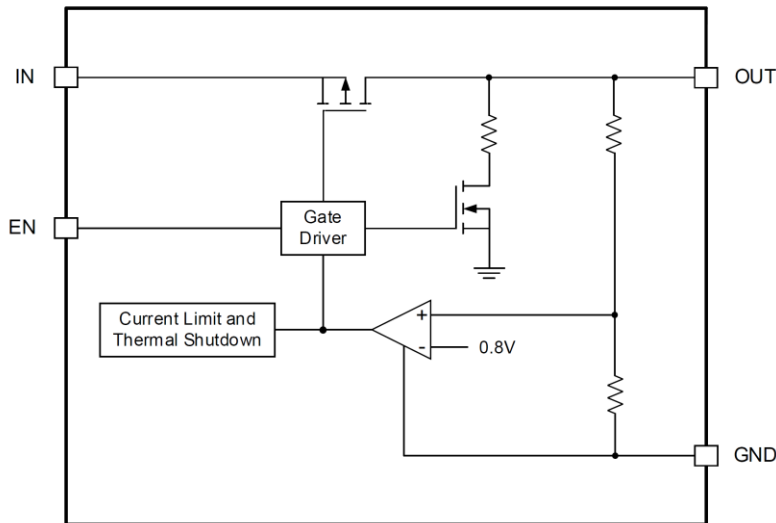 IN
OUT
EN
Gate
Driver
Current Limit and
Thermal Shutdown
+
-
0.8V
GND